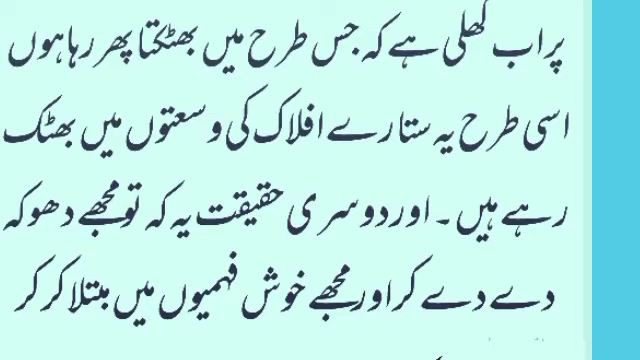 پر اب کھلی ہے کہ جس طرح میں بھٹکتا پھر رہا ہوں
اسی طرح یہ ستارے افلاک کی وسعتوں میں بھٹک
رہے ہیں۔ اور دوسری حقیقت یہ کہ تو مجھے دھوکہ
دے دے کر اور مجھے خوش فہمیوں میں مبتلا کر کر